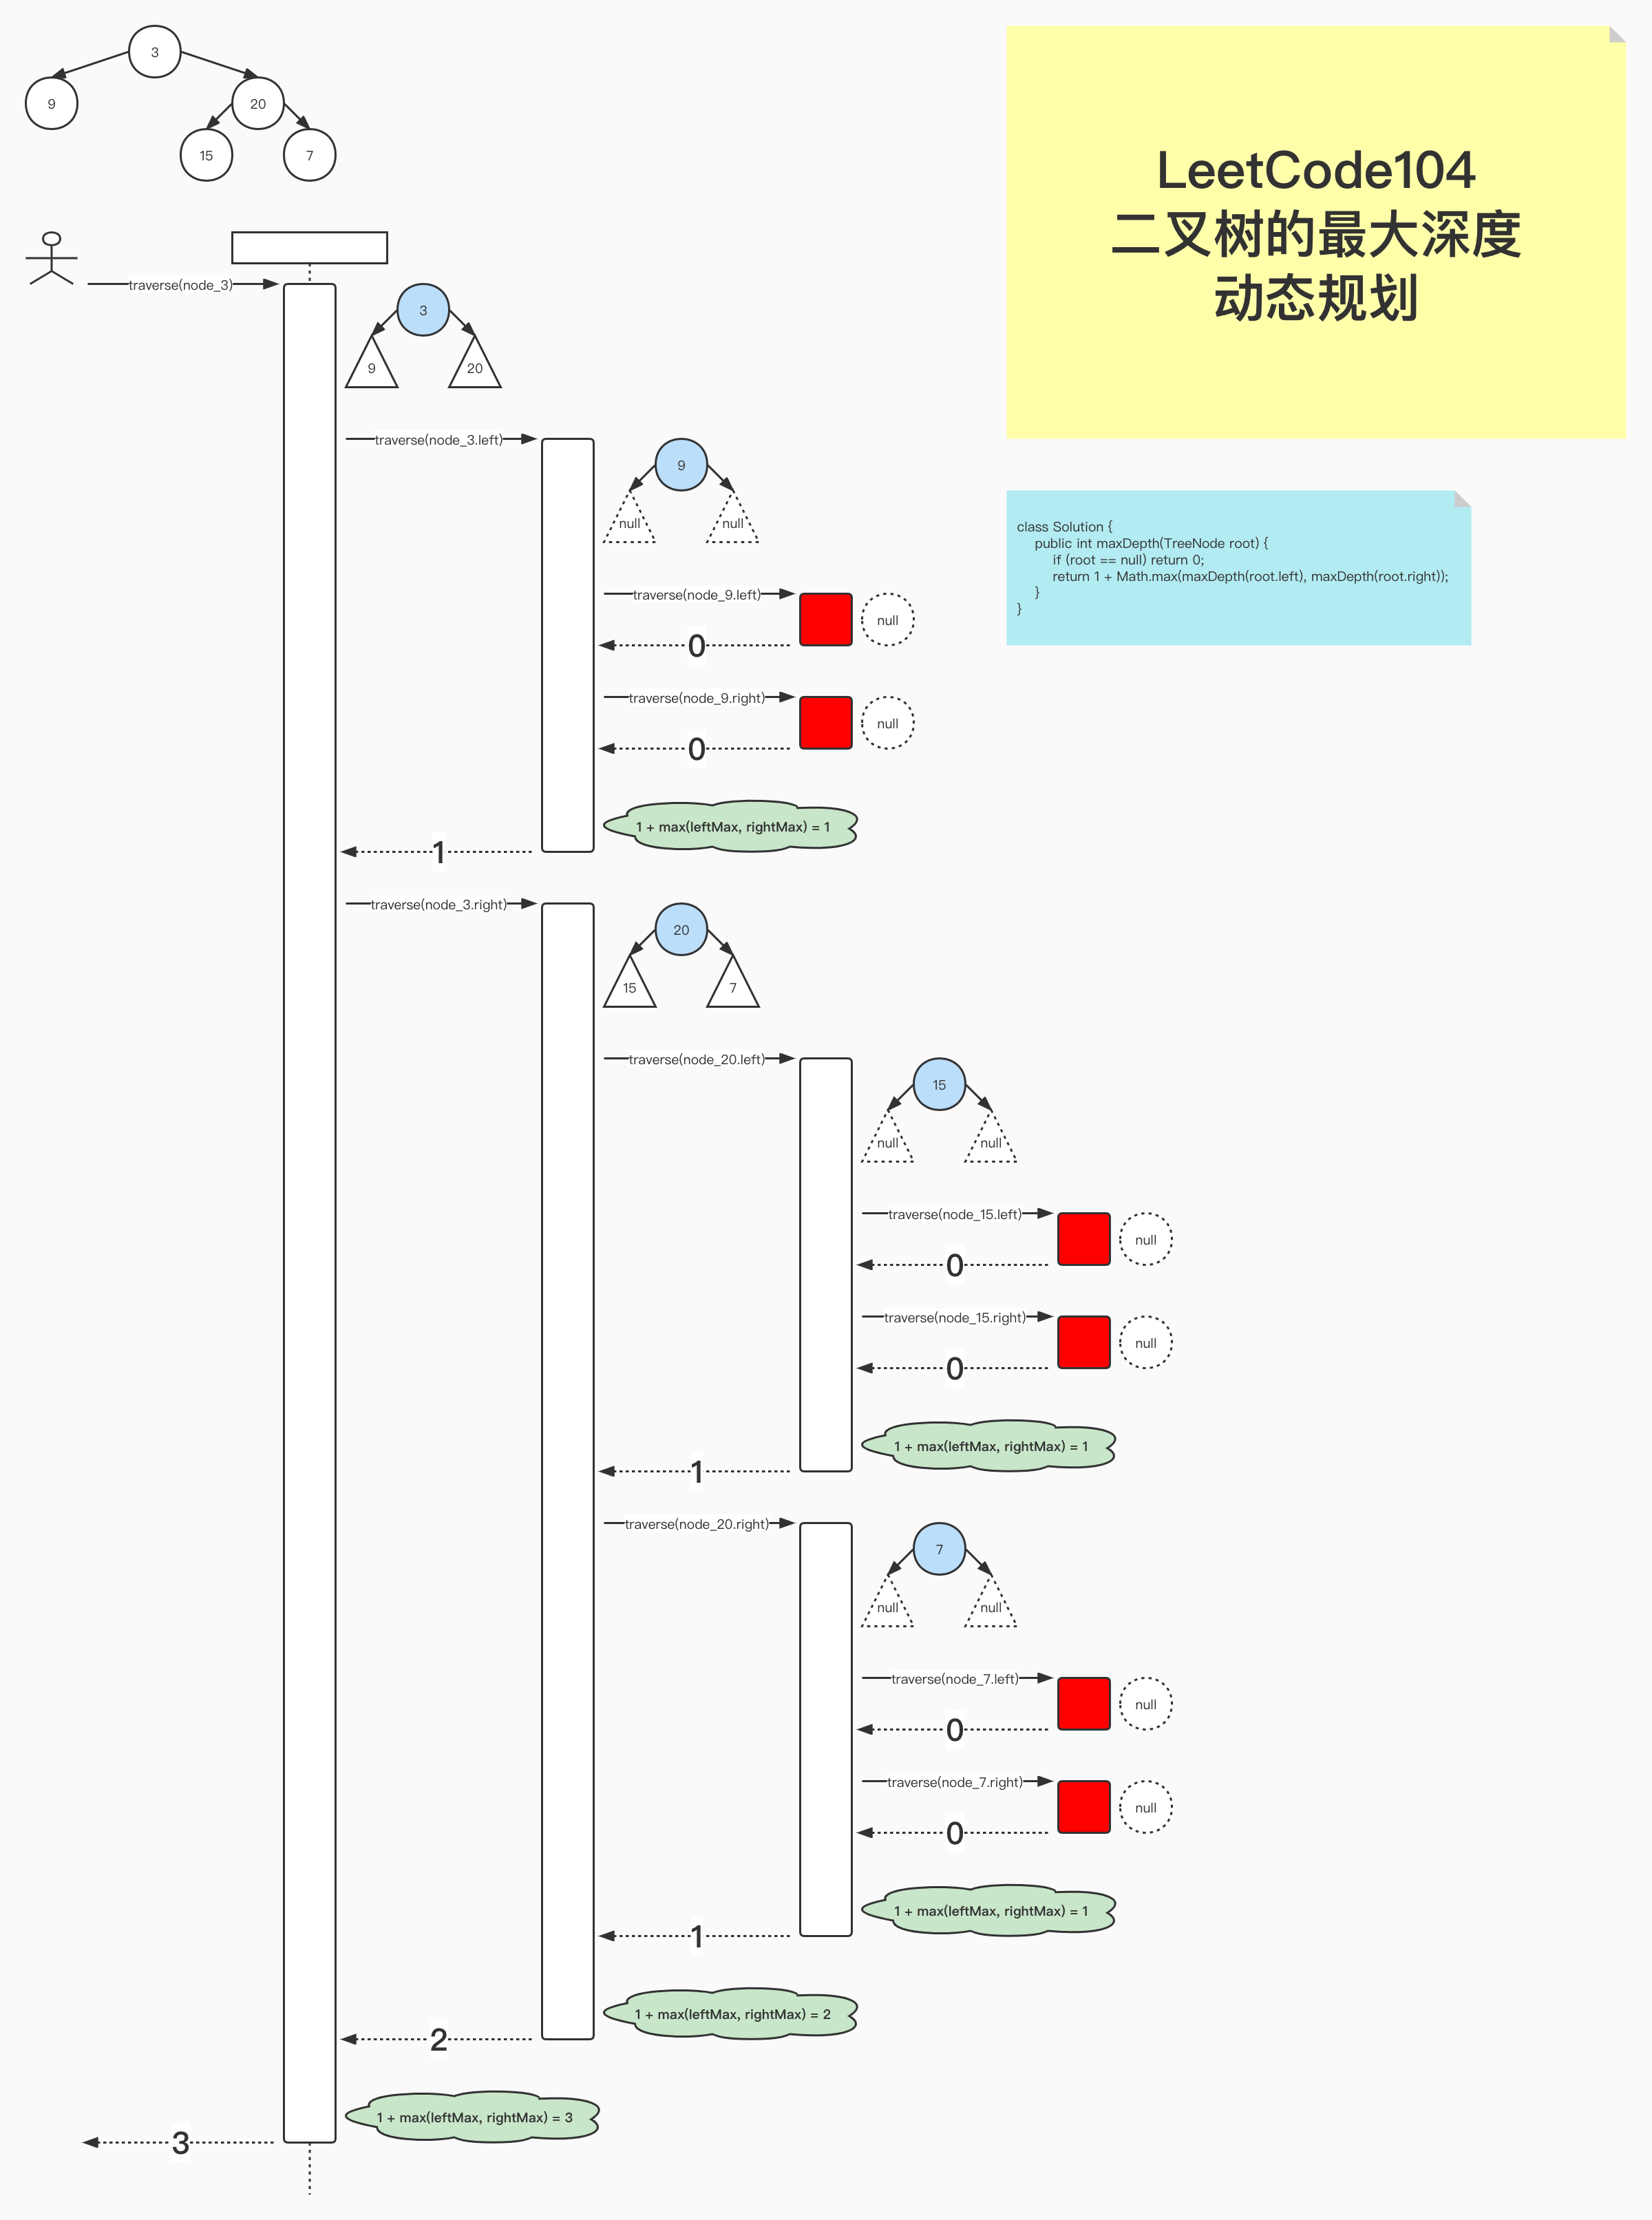 3
9
20
15
7
LeetCode104
二叉树的最大深度
动态规划
traverse(node_3)
3
9
20
traverse(node_3.left)
9
null
null
class Solution {
public int maxDepth(TreeNode root) {
if (root == null) return 0;
return 1 + Math.max(maxDepth(root.left), maxDepth(root.right));
}
}
traverse(node_9.left)
null
0
traverse(node_9.right)
null
0
1 + max(leftMax, rightMax) = 1
1
traverse(node_3.right)
20
15
7
traverse(node_20.left)
15
null
null
traverse(node_15.left)
null
0
traverse(node_15.right)
null
0
1 + max(leftMax, rightMax) = 1
1
traverse(node_20.right)
7
null
null
traverse(node_7.left)
null
0
traverse(node_7.right)
null
0
1 + max(leftMax, rightMax) = 1
1
1 + max(leftMax, rightMax) = 2
2
1 + max(leftMax, rightMax) = 3
3